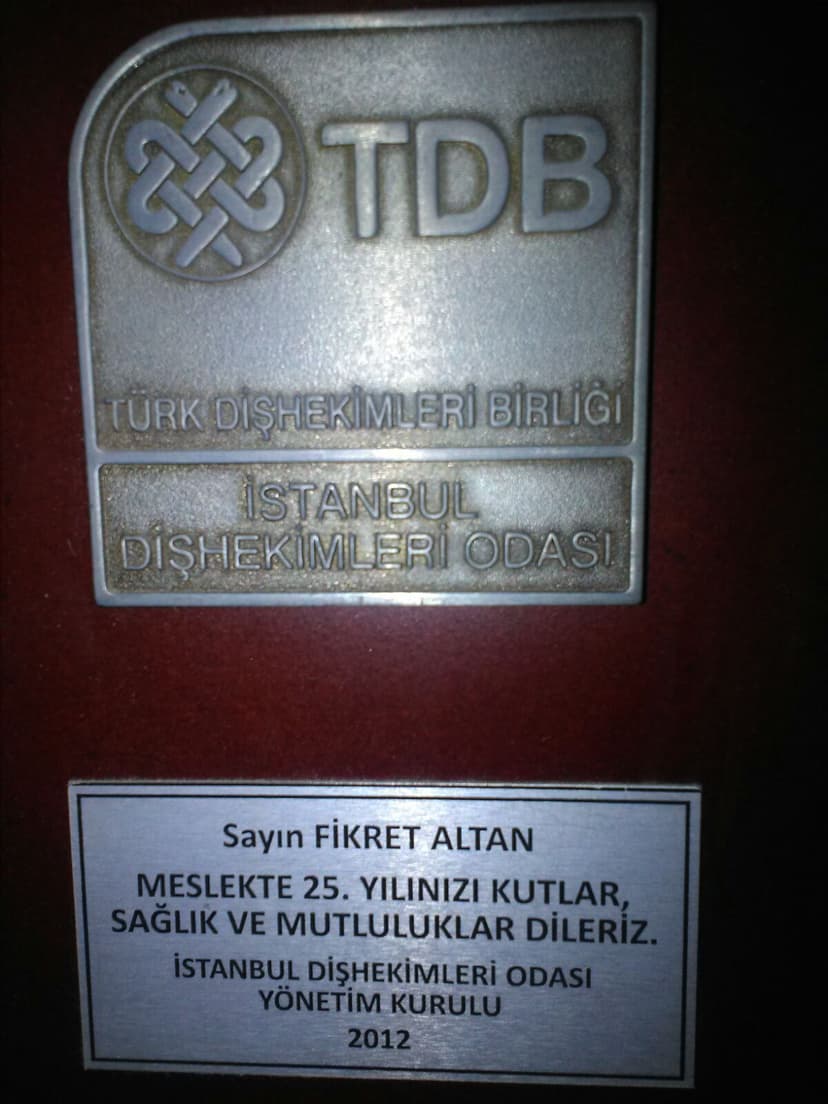 TDB
TÜRK DİŞHEKİMLERİ BİRLİĞİ
İSTANBUL
DİŞHEKİMLERİ ODASI
Sayın FİKRET ALTAN
MESLEKTE 25. YILINIZI KUTLAR,
SAĞLIK VE MUTLULUKLAR DİLERİZ.
İSTANBUL DİŞHEKİMLERİ ODASI
YÖNETİM KURULU
2012